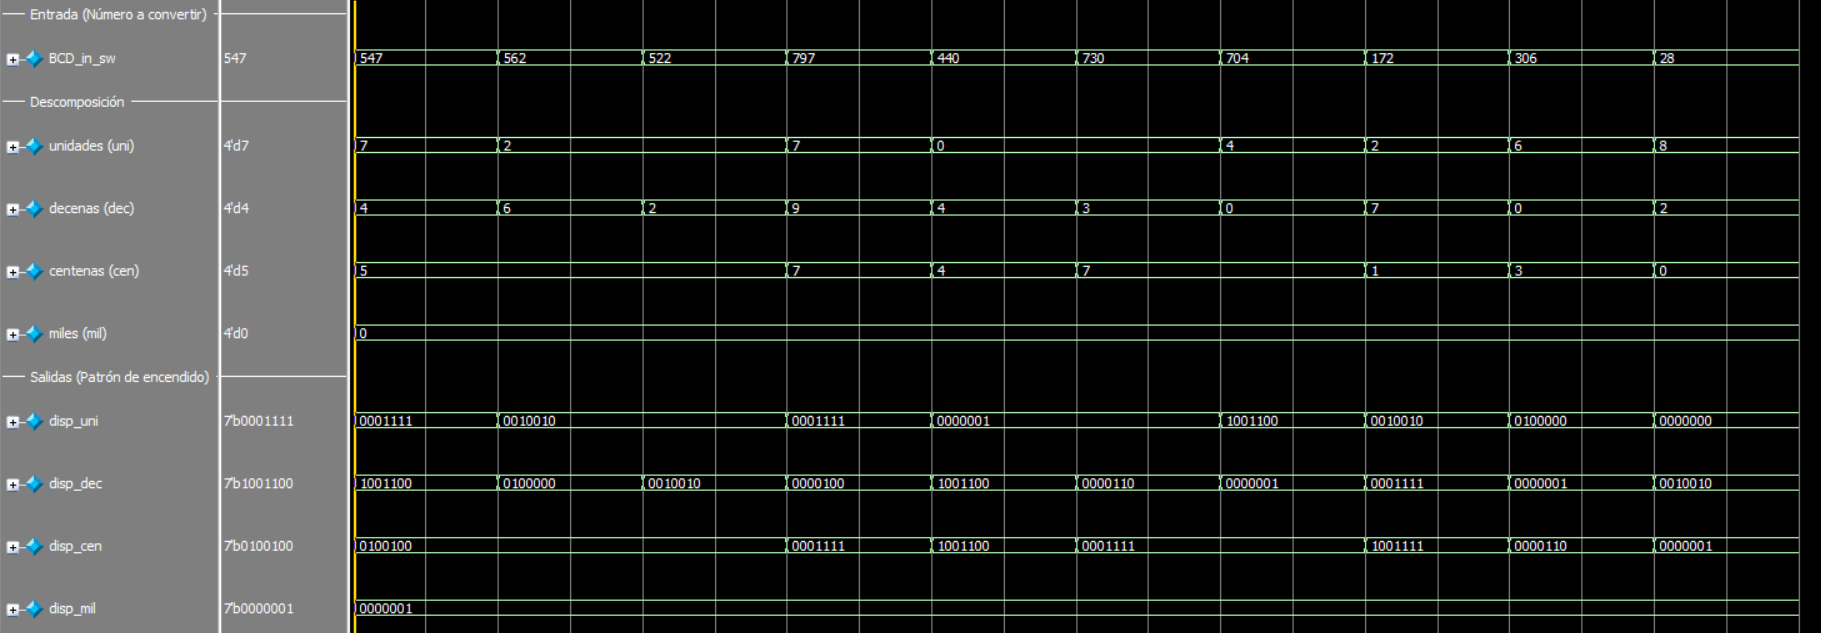 Entrada (Número a convertir)
BCD_in_sw 547 547 562 522 797 440 730 704 172 306 28
Descomposición
unidades (uni) 4'd7 7 2 7 0 4 2 6 8
decenas (dec) 4'd4 4 6 2 9 4 3 0 7 0 2
centenas (cen) 4'd5 5 7 4 7 1 3 0
miles (mil) 4'd0 0
Salidas (Patrón de encendido)
disp_uni 7'b0001111 0001111 0010010 0001111 0000001 1001100 0010010 0100000 0000000
disp_dec 7'b1001100 1001100 0100000 0010010 0000100 1001100 0000110 0000001 0001111 0000001 0010010
disp_cen 7'b0100100 0100100 0001111 1001100 0001111 1001111 0000110 0000001
disp_mil 7'b0000001 0000001